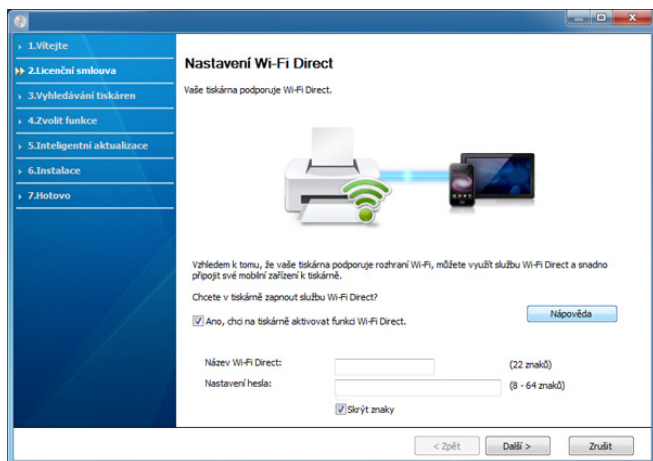 1.Vítejte
2.Licenční smlouva
3.Vyhledávání tiskáren
4.Zvolit funkce
5.Inteligentní aktualizace
6.Instalace
7.Hotovo
Nastavení Wi-Fi Direct
Vaše tiskárna podporuje Wi-Fi Direct.
Vzhledem k tomu, že vaše tiskárna podporuje rozhraní Wi-Fi, můžete využít službu Wi-Fi Direct a snadno
připojit své mobilní zařízení k tiskárně.
Chcete v tiskárně zapnout službu Wi-Fi Direct?
Nápověda
Ano, chci na tiskárně aktivovat funkci Wi-Fi Direct.
Název Wi-Fi Direct: (22 znaků)
Nastavení hesla: (8 - 64 znaků)
Skrýt znaky
< Zpět Další > Zrušit